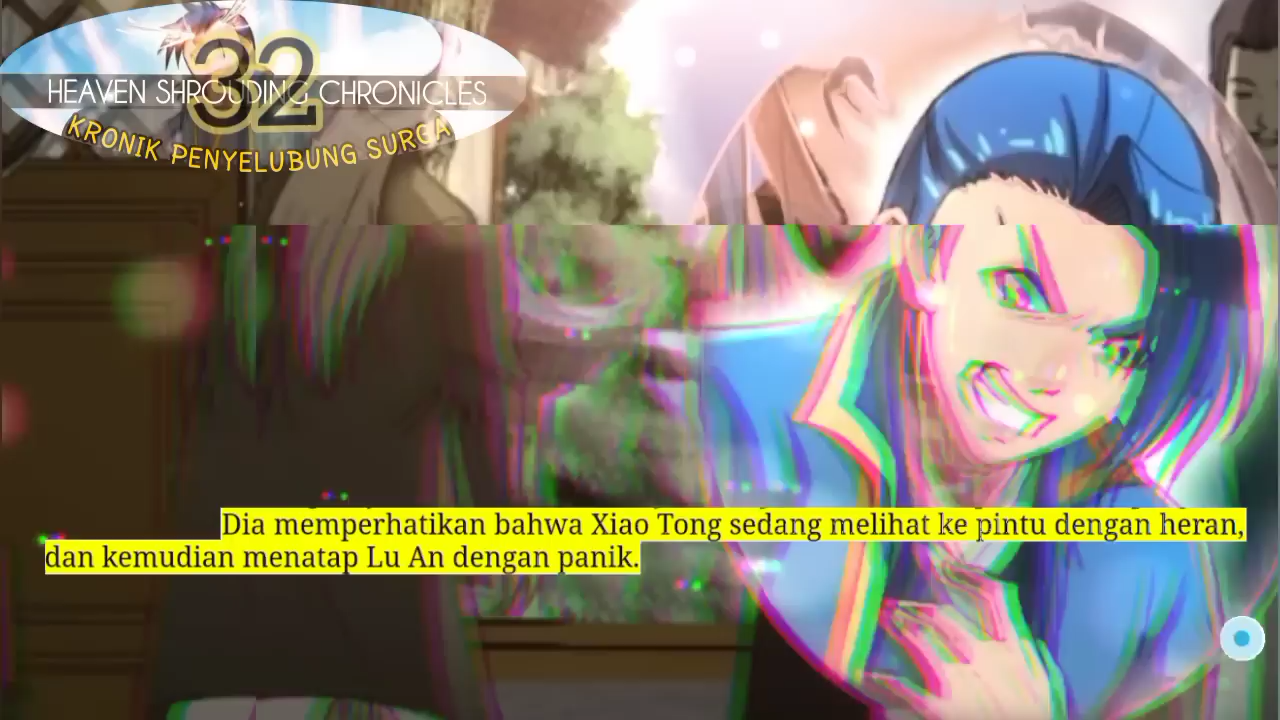 32
HEAVEN SHROUDING CHRONICLES
KRONIK PENYELUBUNG SURGA
Dia memperhatikan bahwa Xiao Tong sedang melihat ke pintu dengan heran,
dan kemudian menatap Lu An dengan panik.